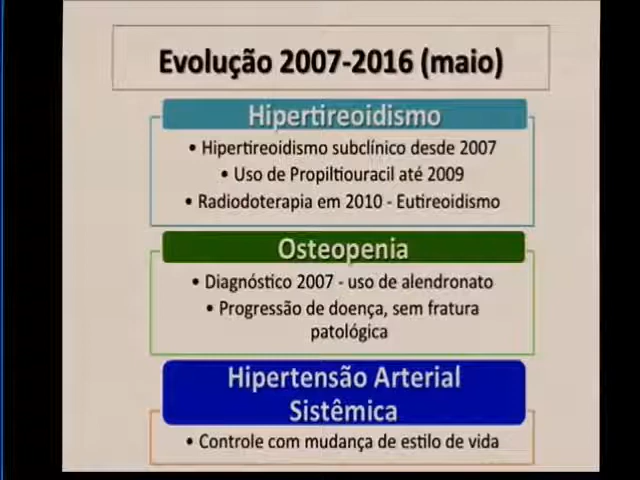 Evolução 2007-2016 (maio)
Hipertireoidismo
• Hipertireoidismo subclínico desde 2007
• Uso de Propiltiouracil até 2009
• Radiodoterapia em 2010 - Eutireoidismo
Osteopenia
• Diagnóstico 2007 - uso de alendronato
• Progressão de doença, sem fratura
patológica
Hipertensão Arterial
Sistêmica
• Controle com mudança de estilo de vida